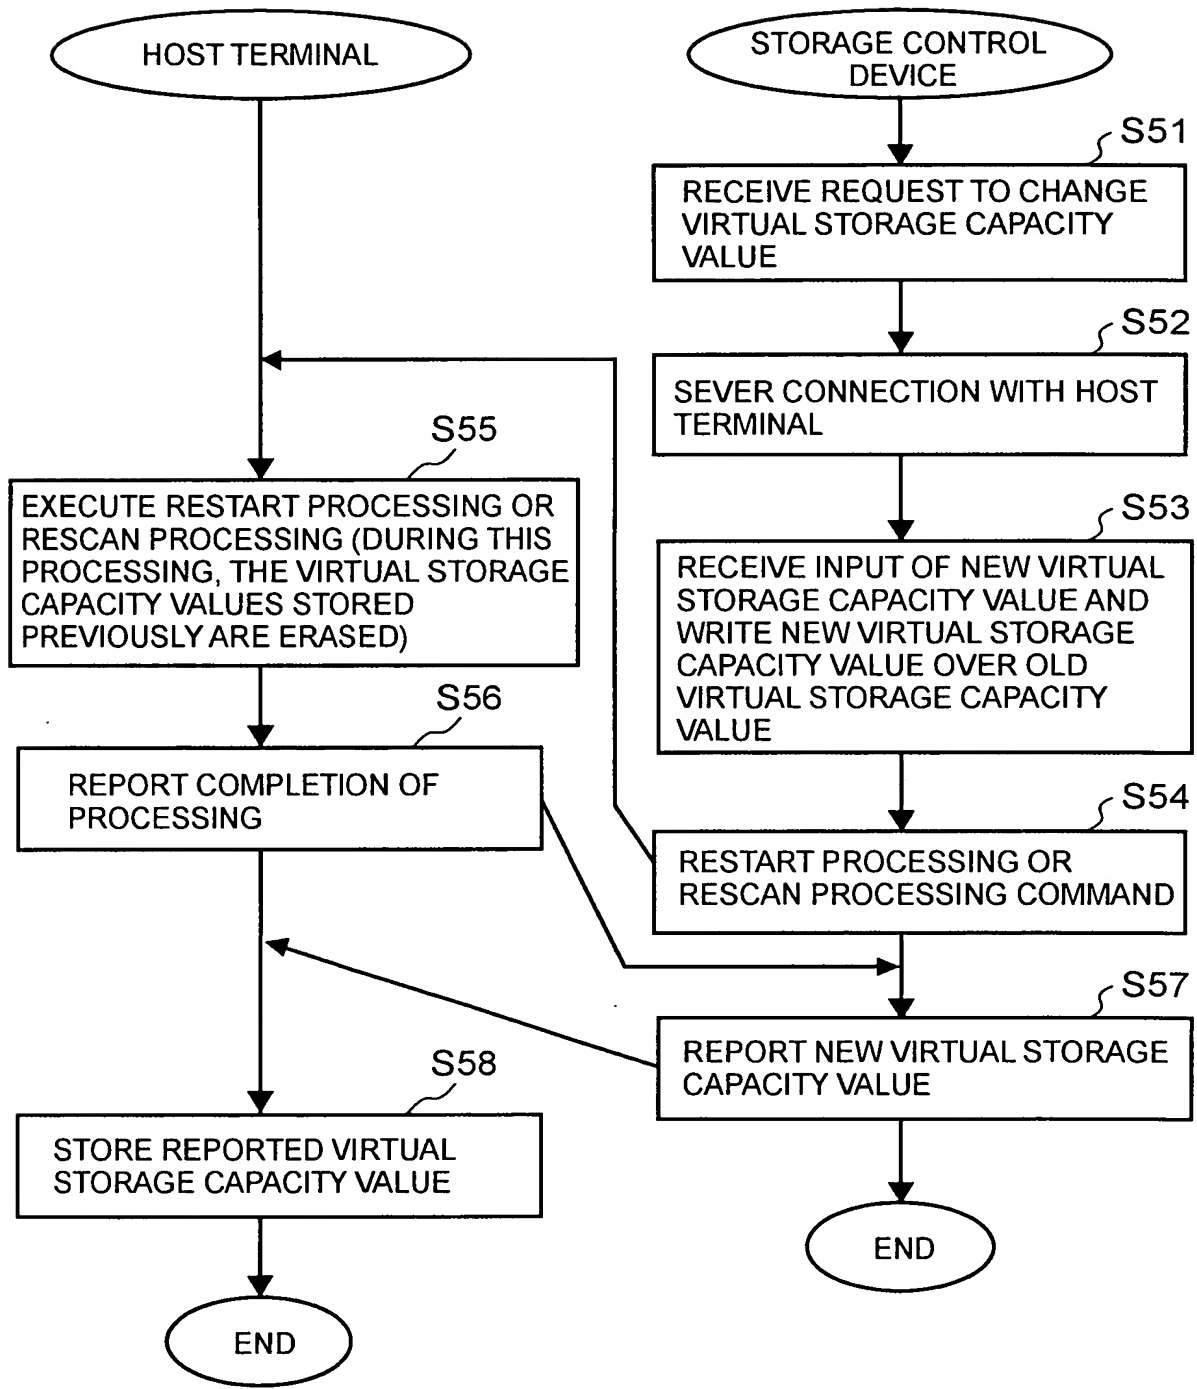 HOST TERMINAL
STORAGE CONTROL
DEVICE
S51
RECEIVE REQUEST TO CHANGE
VIRTUAL STORAGE CAPACITY
VALUE
S52
SEVER CONNECTION WITH HOST
TERMINAL
S53
RECEIVE INPUT OF NEW VIRTUAL
STORAGE CAPACITY VALUE AND
WRITE NEW VIRTUAL STORAGE
CAPACITY VALUE OVER OLD
VIRTUAL STORAGE CAPACITY
VALUE
S54
RESTART PROCESSING OR
RESCAN PROCESSING COMMAND
S55
EXECUTE RESTART PROCESSING OR
RESCAN PROCESSING (DURING THIS
PROCESSING, THE VIRTUAL STORAGE
CAPACITY VALUES STORED
PREVIOUSLY ARE ERASED)
S56
REPORT COMPLETION OF
PROCESSING
S57
REPORT NEW VIRTUAL STORAGE
CAPACITY VALUE
END
S58
STORE REPORTED VIRTUAL
STORAGE CAPACITY VALUE
END